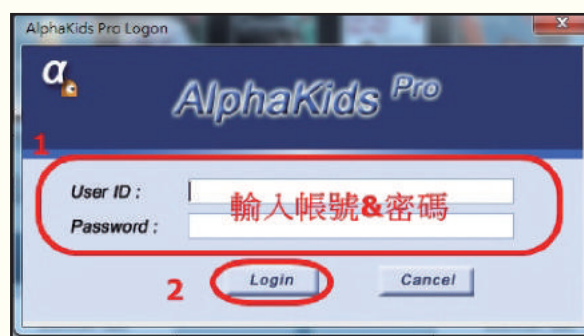 AlphaKids Pro Logon
x
α
AlphaKids Pro
1
User ID :
輸入帳號&密碼
Password :
2
Login
Cancel